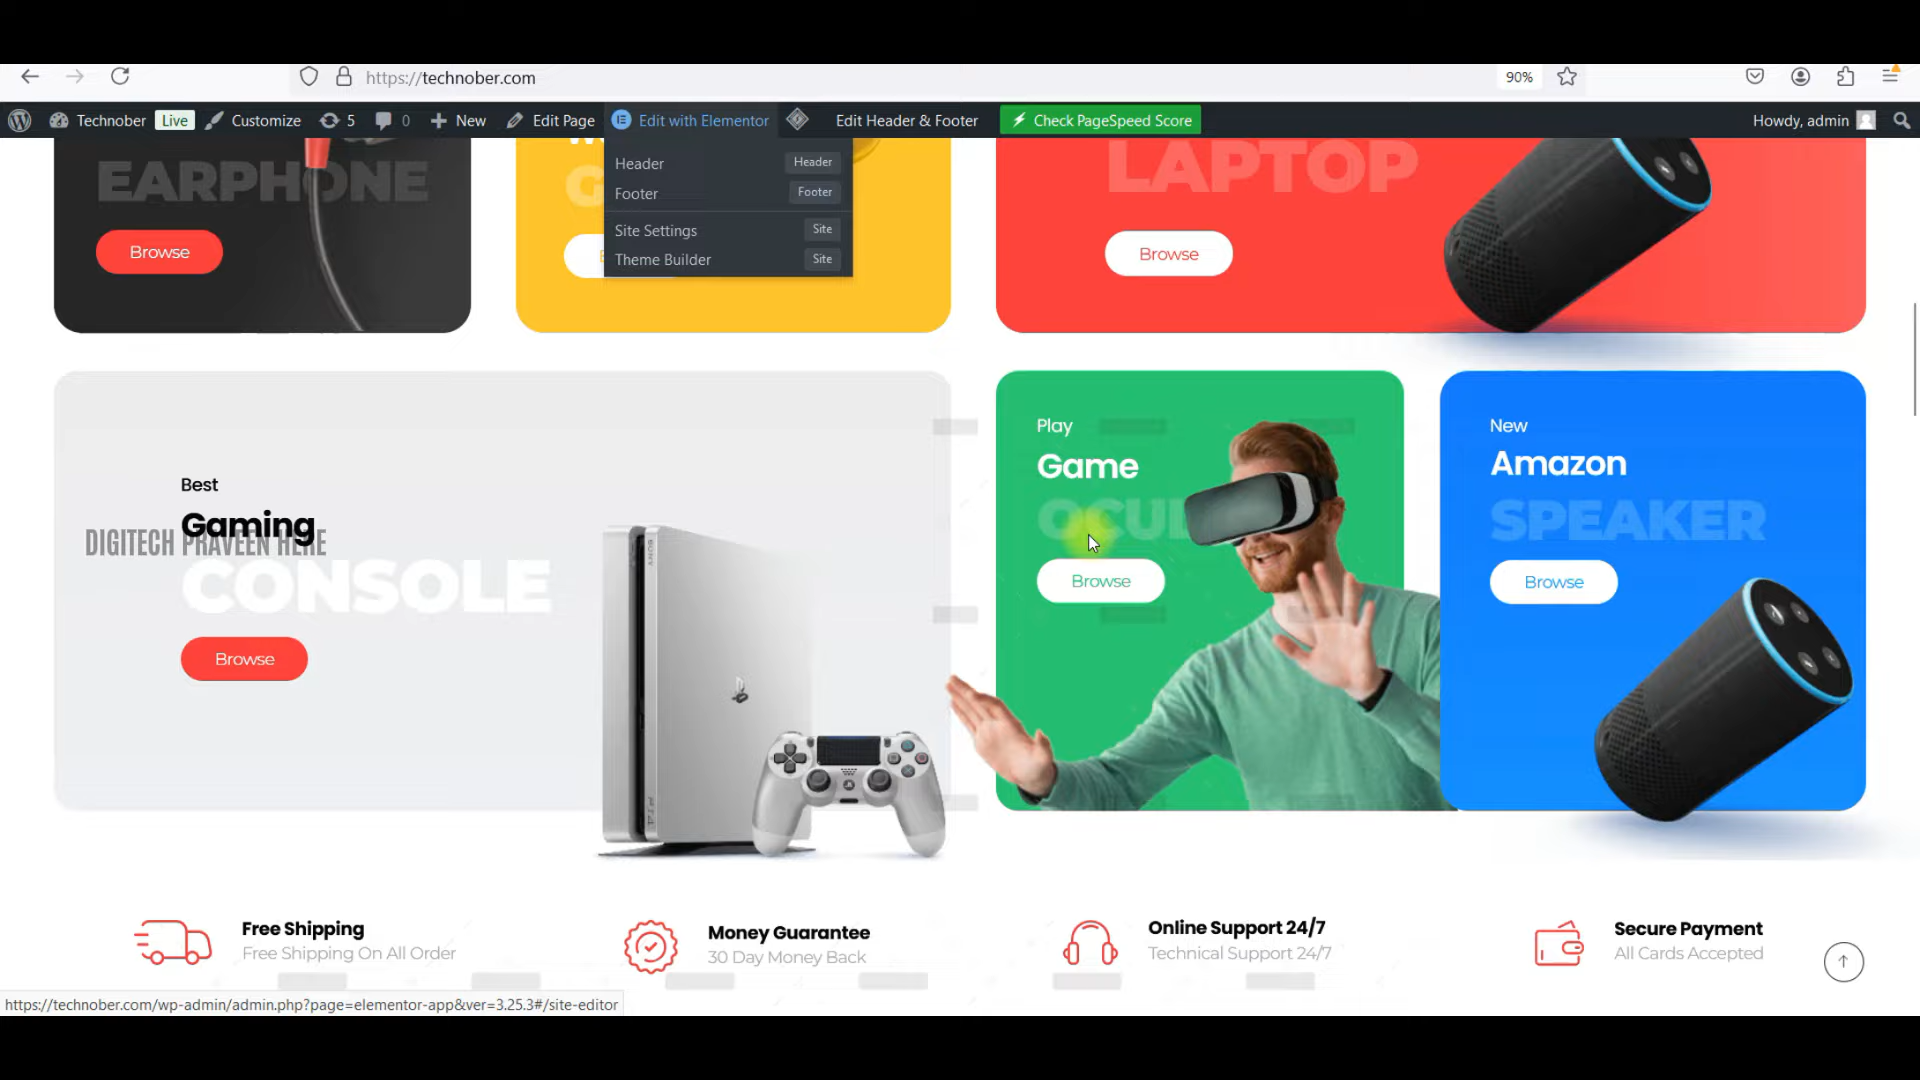 https://technober.com
90%
Technober Live Customize 5 0 New Edit Page Edit with Elementor Edit Header & Footer Check PageSpeed Score Howdy, admin
Header Header
Footer Footer
Site Settings Site
Theme Builder Site
EARPHONE
Browse
G
LAPTOP
Browse
Best
Gaming
DIGITECH PRAVEEN HERE
CONSOLE
Browse
Play
Game
Browse
New
Amazon
SPEAKER
Browse
Free Shipping
Free Shipping On All Order
Money Guarantee
30 Day Money Back
Online Support 24/7
Technical Support 24/7
Secure Payment
All Cards Accepted
https://technober.com/wp-admin/admin.php?page=elementor-app&ver=3.25.3#/site-editor